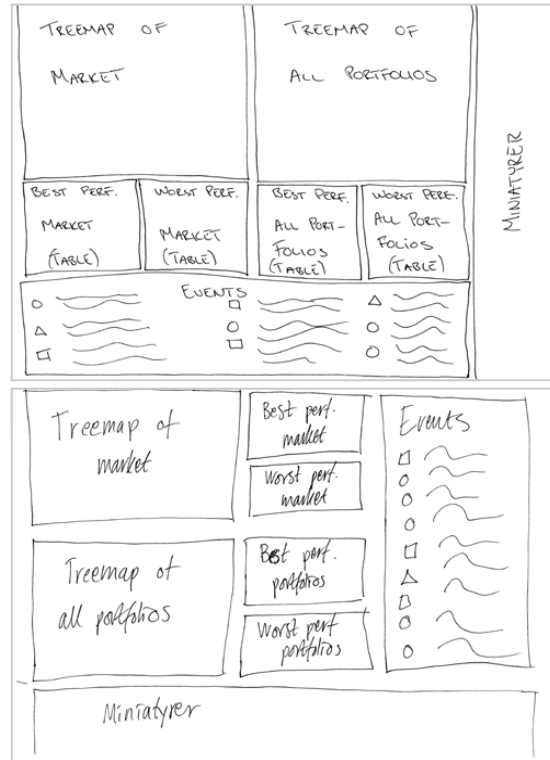 TREEMAP OF
MARKET
TREEMAP OF
ALL PORTFOLIOS
BEST PERF.
MARKET
(TABLE)
WORST PERF.
MARKET
(TABLE)
BEST PERF.
ALL PORT-
FOLIOS
(TABLE)
WORST PERF.
ALL PORT-
FOLIOS
(TABLE)
EVENTS
MINIATYRER
Treemap of
market
Best perf.
market
Worst perf.
market
Events
Treemap of
all portfolios
Best perf.
portfolios
Worst perf
portfolios
Miniatyrer